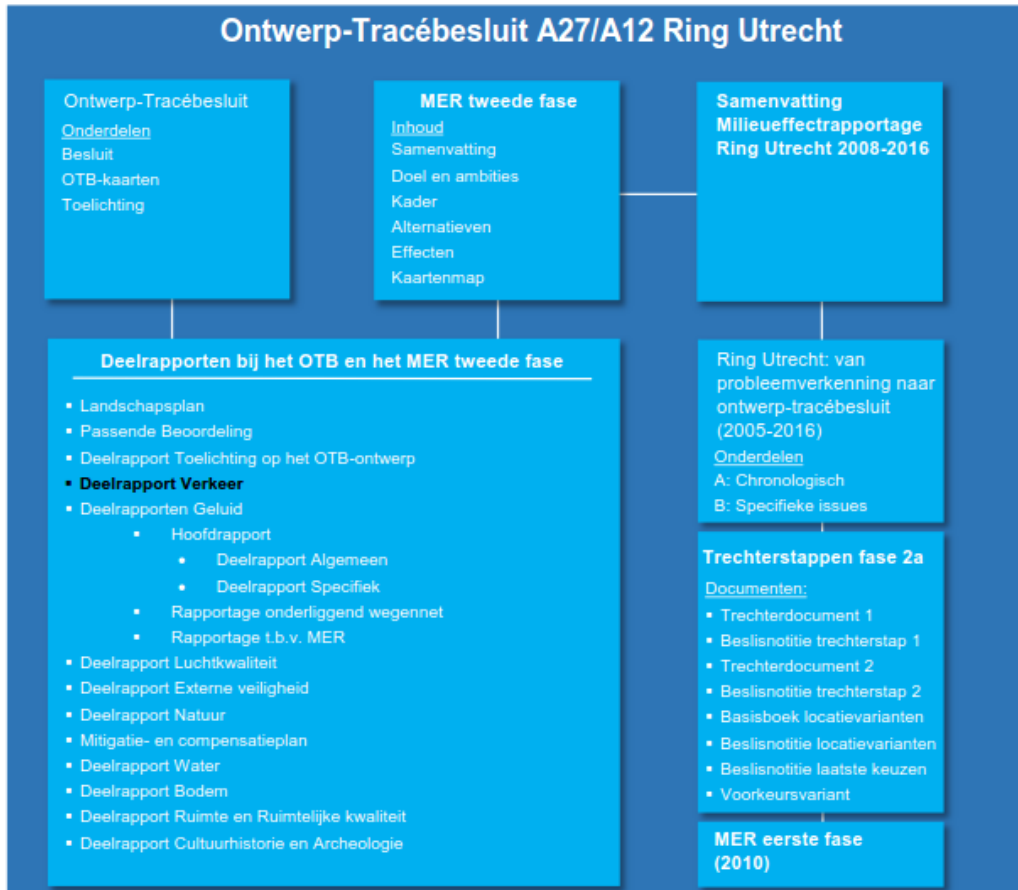 Ontwerp-Tracébesluit A27/A12 Ring Utrecht
Ontwerp-Tracébesluit
Onderdelen
Besluit
OTB-kaarten
Toelichting
MER tweede fase
Inhoud
Samenvatting
Doel en ambities
Kader
Alternatieven
Effecten
Kaartenmap
Samenvatting
Milieueffectrapportage
Ring Utrecht 2008-2016
Deelrapporten bij het OTB en het MER tweede fase
▪ Landschapsplan
▪ Passende Beoordeling
▪ Deelrapport Toelichting op het OTB-ontwerp
▪ Deelrapport Verkeer
▪ Deelrapporten Geluid
▪ Hoofdrapport
• Deelrapport Algemeen
• Deelrapport Specifiek
▪ Rapportage onderliggend wegennet
▪ Rapportage t.b.v. MER
▪ Deelrapport Luchtkwaliteit
▪ Deelrapport Externe veiligheid
▪ Deelrapport Natuur
▪ Mitigatie- en compensatieplan
▪ Deelrapport Water
▪ Deelrapport Bodem
▪ Deelrapport Ruimte en Ruimtelijke kwaliteit
▪ Deelrapport Cultuurhistorie en Archeologie
Ring Utrecht: van
probleemverkenning naar
ontwerp-tracébesluit
(2005-2016)
Onderdelen
A: Chronologisch
B: Specifieke issues
Trechterstappen fase 2a
Documenten:
▪ Trechterdocument 1
▪ Beslisnotitie trechterstap 1
▪ Trechterdocument 2
▪ Beslisnotitie trechterstap 2
▪ Basisboek locatievarianten
▪ Beslisnotitie locatievarianten
▪ Beslisnotitie laatste keuzen
▪ Voorkeursvariant
MER eerste fase
(2010)